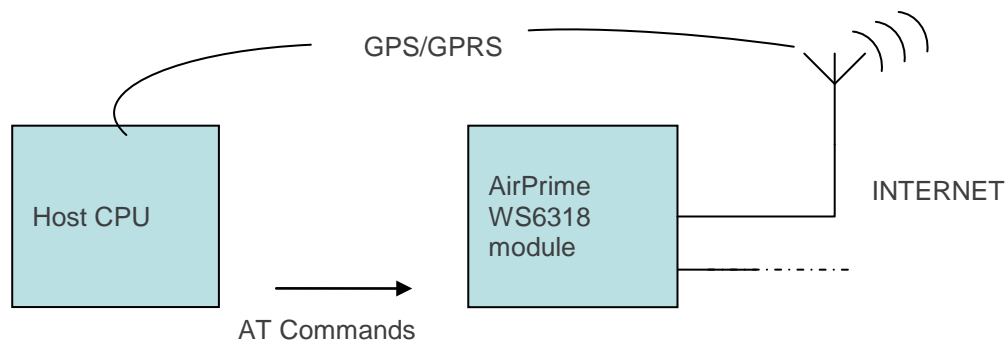 GPS/GPRS
Host CPU
AirPrime
WS6318
module
INTERNET
AT Commands